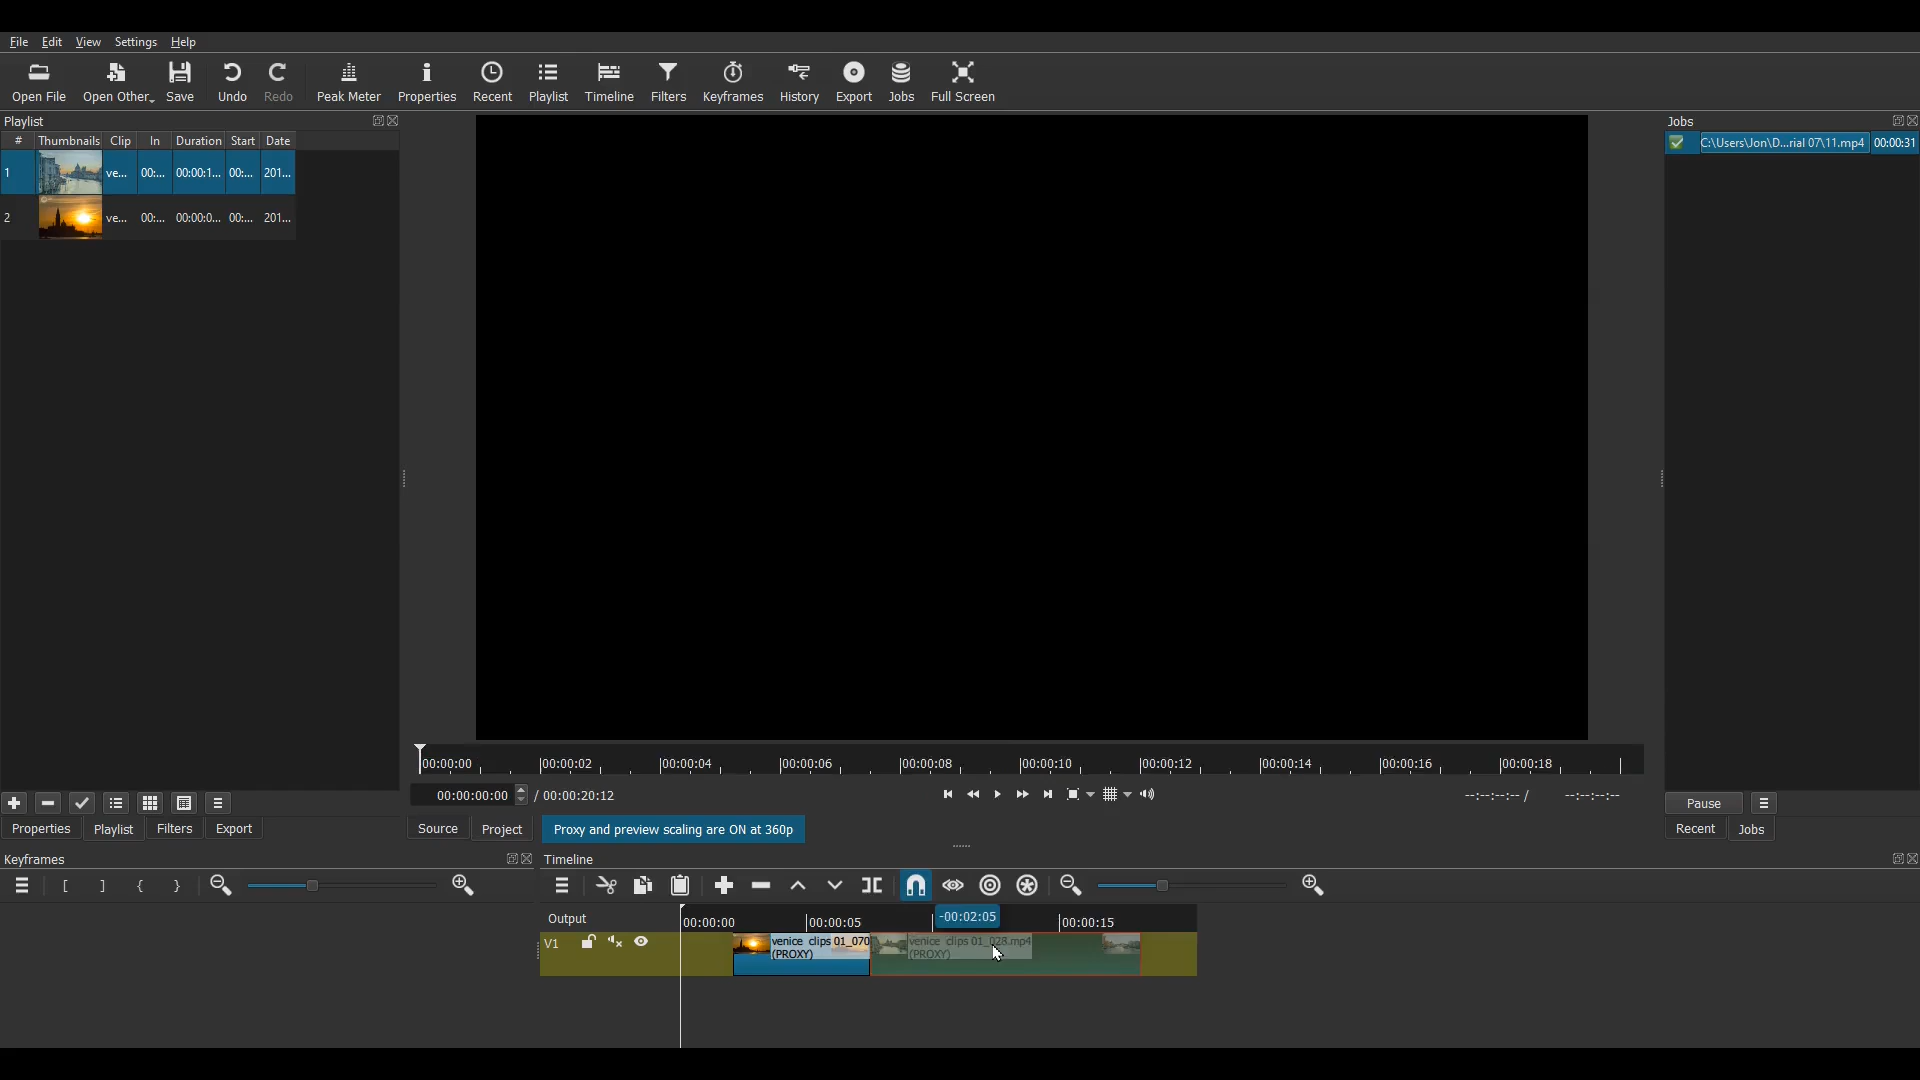 File Edit View Settings Help
Open File Open Other Save Undo Redo Peak Meter Properties Recent Playlist Timeline Filters Keyframes History Export Jobs Full Screen
Playlist
# Thumbnails Clip In Duration Start Date
1 ve... 00:... 00:00:1... 00:... 201...
2 ve... 00:... 00:00:0... 00:... 201...
Jobs
C:\Users\Jon\D...rial 07\11.mp4 00:00:31
00:00:00 00:00:02 00:00:04 00:00:06 00:00:08 00:00:10 00:00:12 00:00:14 00:00:16 00:00:18
00:00:00:00 / 00:00:20:12
--:--:--:-- / --:--:--:--
Pause
Properties Playlist Filters Export
Source Project Proxy and preview scaling are ON at 360p
Recent Jobs
Keyframes
[ ] { }
Timeline
Output
00:00:00 00:00:05 -00:02:05 00:00:15
V1
venice clips 01_070
(PROXY)
venice clips 01_028.mp4
(PROXY)